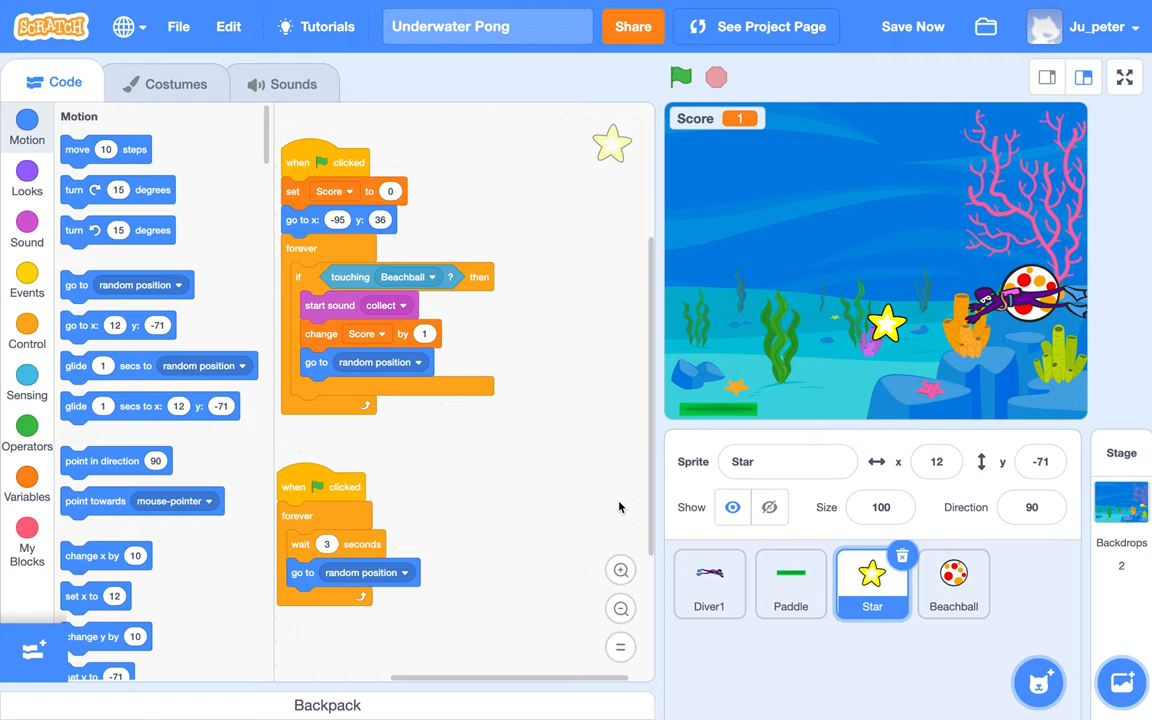 SCRATCH File Edit Tutorials Underwater Pong Share See Project Page Save Now Ju_peter
Code Costumes Sounds
Motion
Looks
Sound
Events
Control
Sensing
Operators
Variables
My
Blocks
Motion
move 10 steps
turn 15 degrees
turn 15 degrees
go to random position
go to x: 12 y: -71
glide 1 secs to random position
glide 1 secs to x: 12 y: -71
point in direction 90
point towards mouse-pointer
change x by 10
set x to 12
change y by 10
set y to -71
when clicked
set Score to 0
go to x: -95 y: 36
forever
if touching Beachball ? then
start sound collect
change Score by 1
go to random position
when clicked
forever
wait 3 seconds
go to random position
Backpack
Score 1
Sprite Star x 12 y -71
Show Size 100 Direction 90
Diver1 Paddle Star Beachball
Stage
Backdrops
2